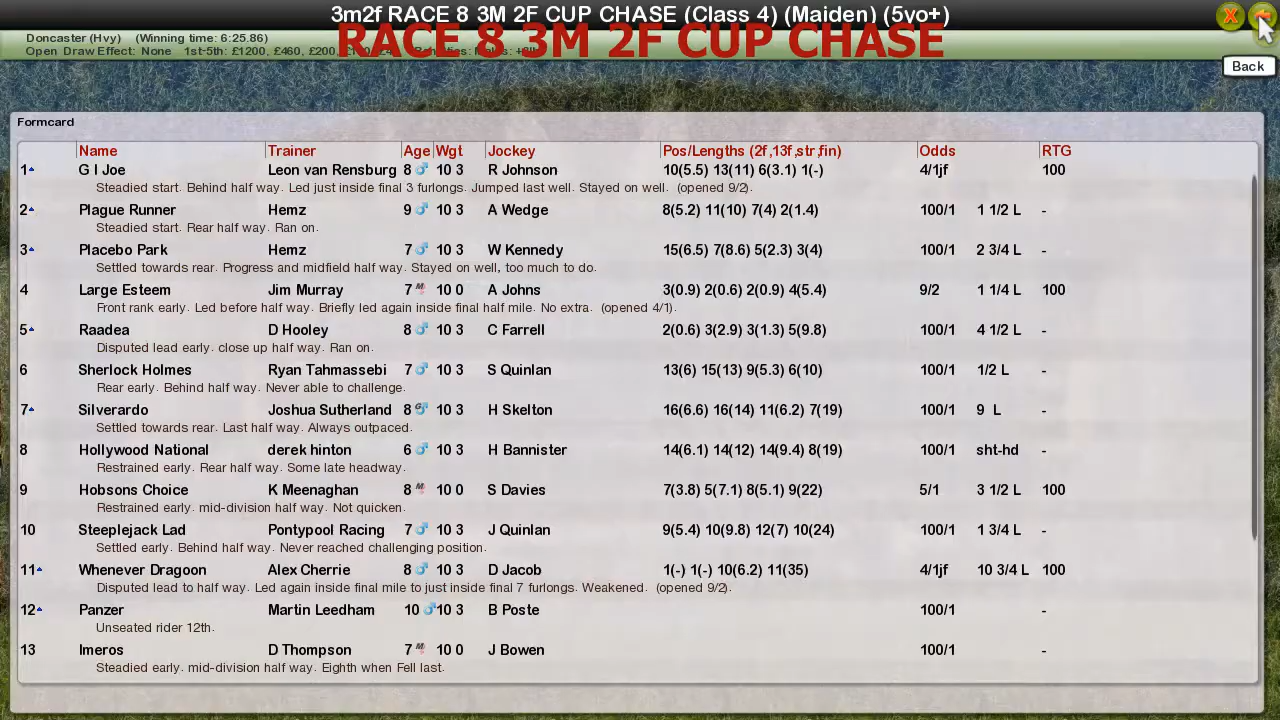 3m2f RACE 8 3M 2F CUP CHASE (Class 4) (Maiden) (5vo+)
RACE 8 3M 2F CUP CHASE
Doncaster (Hvy) (Winning time: 6:25.86)
Open Draw Effect: None 1st-5th: £1200, £460, £200,
Back
Formcard
Name Trainer Age Wgt Jockey Pos/Lengths (2f,13f,str,fin) Odds RTG
1 G I Joe Leon van Rensburg 8 10 3 R Johnson 10(5.5) 13(11) 6(3.1) 1(-) 4/1jf 100
Steadied start. Behind half way. Led just inside final 3 furlongs. Jumped last well. Stayed on well. (opened 9/2).
2 Plague Runner Hemz 9 10 3 A Wedge 8(5.2) 11(10) 7(4) 2(1.4) 100/1 1 1/2 L -
Steadied start. Rear half way. Ran on.
3 Placebo Park Hemz 7 10 3 W Kennedy 15(6.5) 7(8.6) 5(2.3) 3(4) 100/1 2 3/4 L -
Settled towards rear. Progress and midfield half way. Stayed on well, too much to do.
4 Large Esteem Jim Murray 7 10 0 A Johns 3(0.9) 2(0.6) 2(0.9) 4(5.4) 9/2 1 1/4 L 100
Front rank early. Led before half way. Briefly led again inside final half mile. No extra. (opened 4/1).
5 Raadea D Hooley 8 10 3 C Farrell 2(0.6) 3(2.9) 3(1.3) 5(9.8) 100/1 4 1/2 L -
Disputed lead early. close up half way. Ran on.
6 Sherlock Holmes Ryan Tahmassebi 7 10 3 S Quinlan 13(6) 15(13) 9(5.3) 6(10) 100/1 1/2 L -
Rear early. Behind half way. Never able to challenge.
7 Silverardo Joshua Sutherland 8 10 3 H Skelton 16(6.6) 16(14) 11(6.2) 7(19) 100/1 9 L -
Settled towards rear. Last half way. Always outpaced.
8 Hollywood National derek hinton 6 10 3 H Bannister 14(6.1) 14(12) 14(9.4) 8(19) 100/1 sht-hd -
Restrained early. Rear half way. Some late headway.
9 Hobsons Choice K Meenaghan 8 10 0 S Davies 7(3.8) 5(7.1) 8(5.1) 9(22) 5/1 3 1/2 L 100
Restrained early. mid-division half way. Not quicken.
10 Steeplejack Lad Pontypool Racing 7 10 3 J Quinlan 9(5.4) 10(9.8) 12(7) 10(24) 100/1 1 3/4 L -
Settled early. Behind half way. Never reached challenging position.
11 Whenever Dragoon Alex Cherrie 8 10 3 D Jacob 1(-) 1(-) 10(6.2) 11(35) 4/1jf 10 3/4 L 100
Disputed lead to half way. Led again inside final mile to just inside final 7 furlongs. Weakened. (opened 9/2).
12 Panzer Martin Leedham 10 10 3 B Poste 100/1 -
Unseated rider 12th.
13 Imeros D Thompson 7 10 0 J Bowen 100/1 -
Steadied early. mid-division half way. Eighth when Fell last.